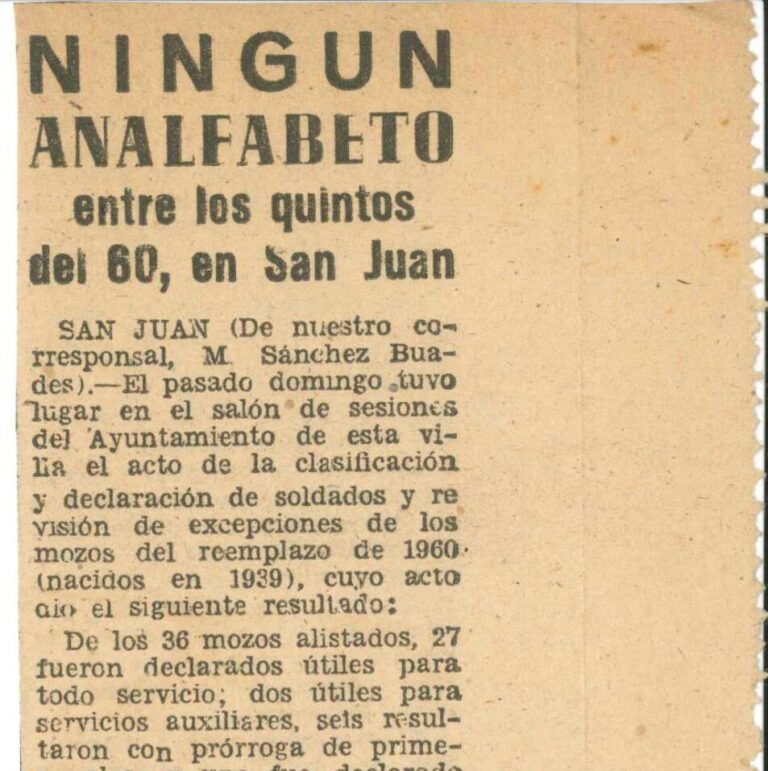 NINGUN
ANALFABETO
entre los quintos
del 60, en San Juan
SAN JUAN (De nuestro co-
rresponsal, M. Sánchez Bua-
des).—El pasado domingo tuvo
lugar en el salón de sesiones
del Ayuntamiento de esta vi-
lla el acto de la clasificación
y declaración de soldados y re
visión de excepciones de los
mozos del reemplazo de 1960
(nacidos en 1939), cuyo acto
dio el siguiente resultado:
De los 36 mozos alistados, 27
fueron declarados útiles para
todo servicio; dos útiles para
servicios auxiliares, seis resul-
taron con prórroga de prime-
declarado